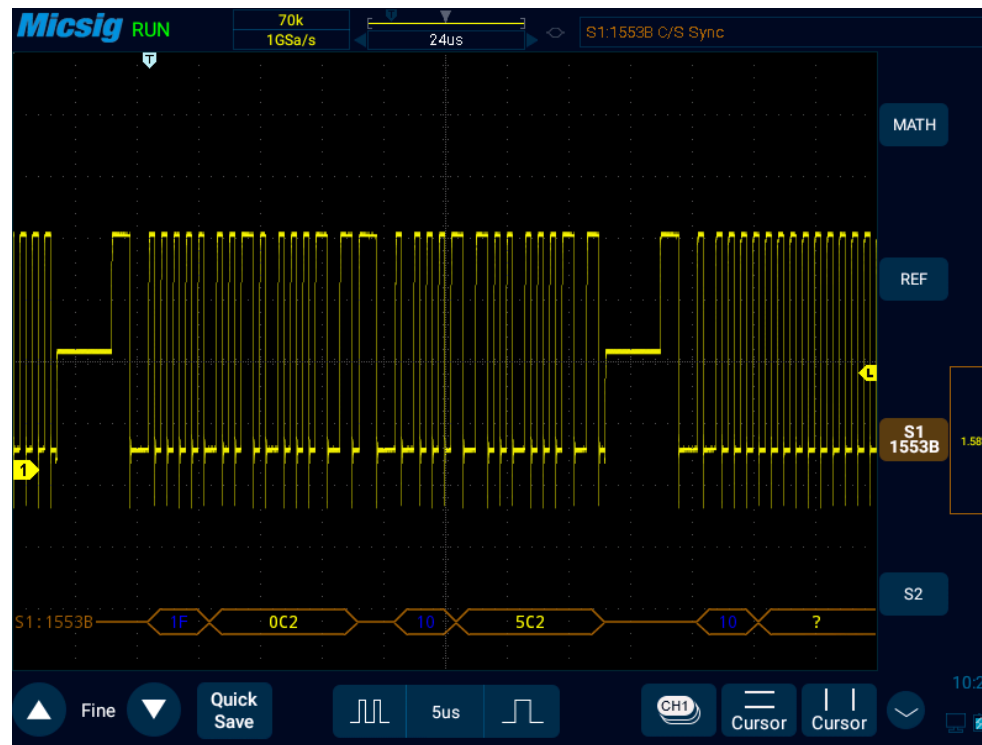 Micsig RUN
70k
1GSa/s
24us
S1:1553B C/S Sync
T
MATH
REF
L
S1
1553B
1.58
1
S2
S1:1553B
1F
0C2
10
5C2
10
?
Fine
Quick
Save
5us
CH1
Cursor
Cursor
10:2